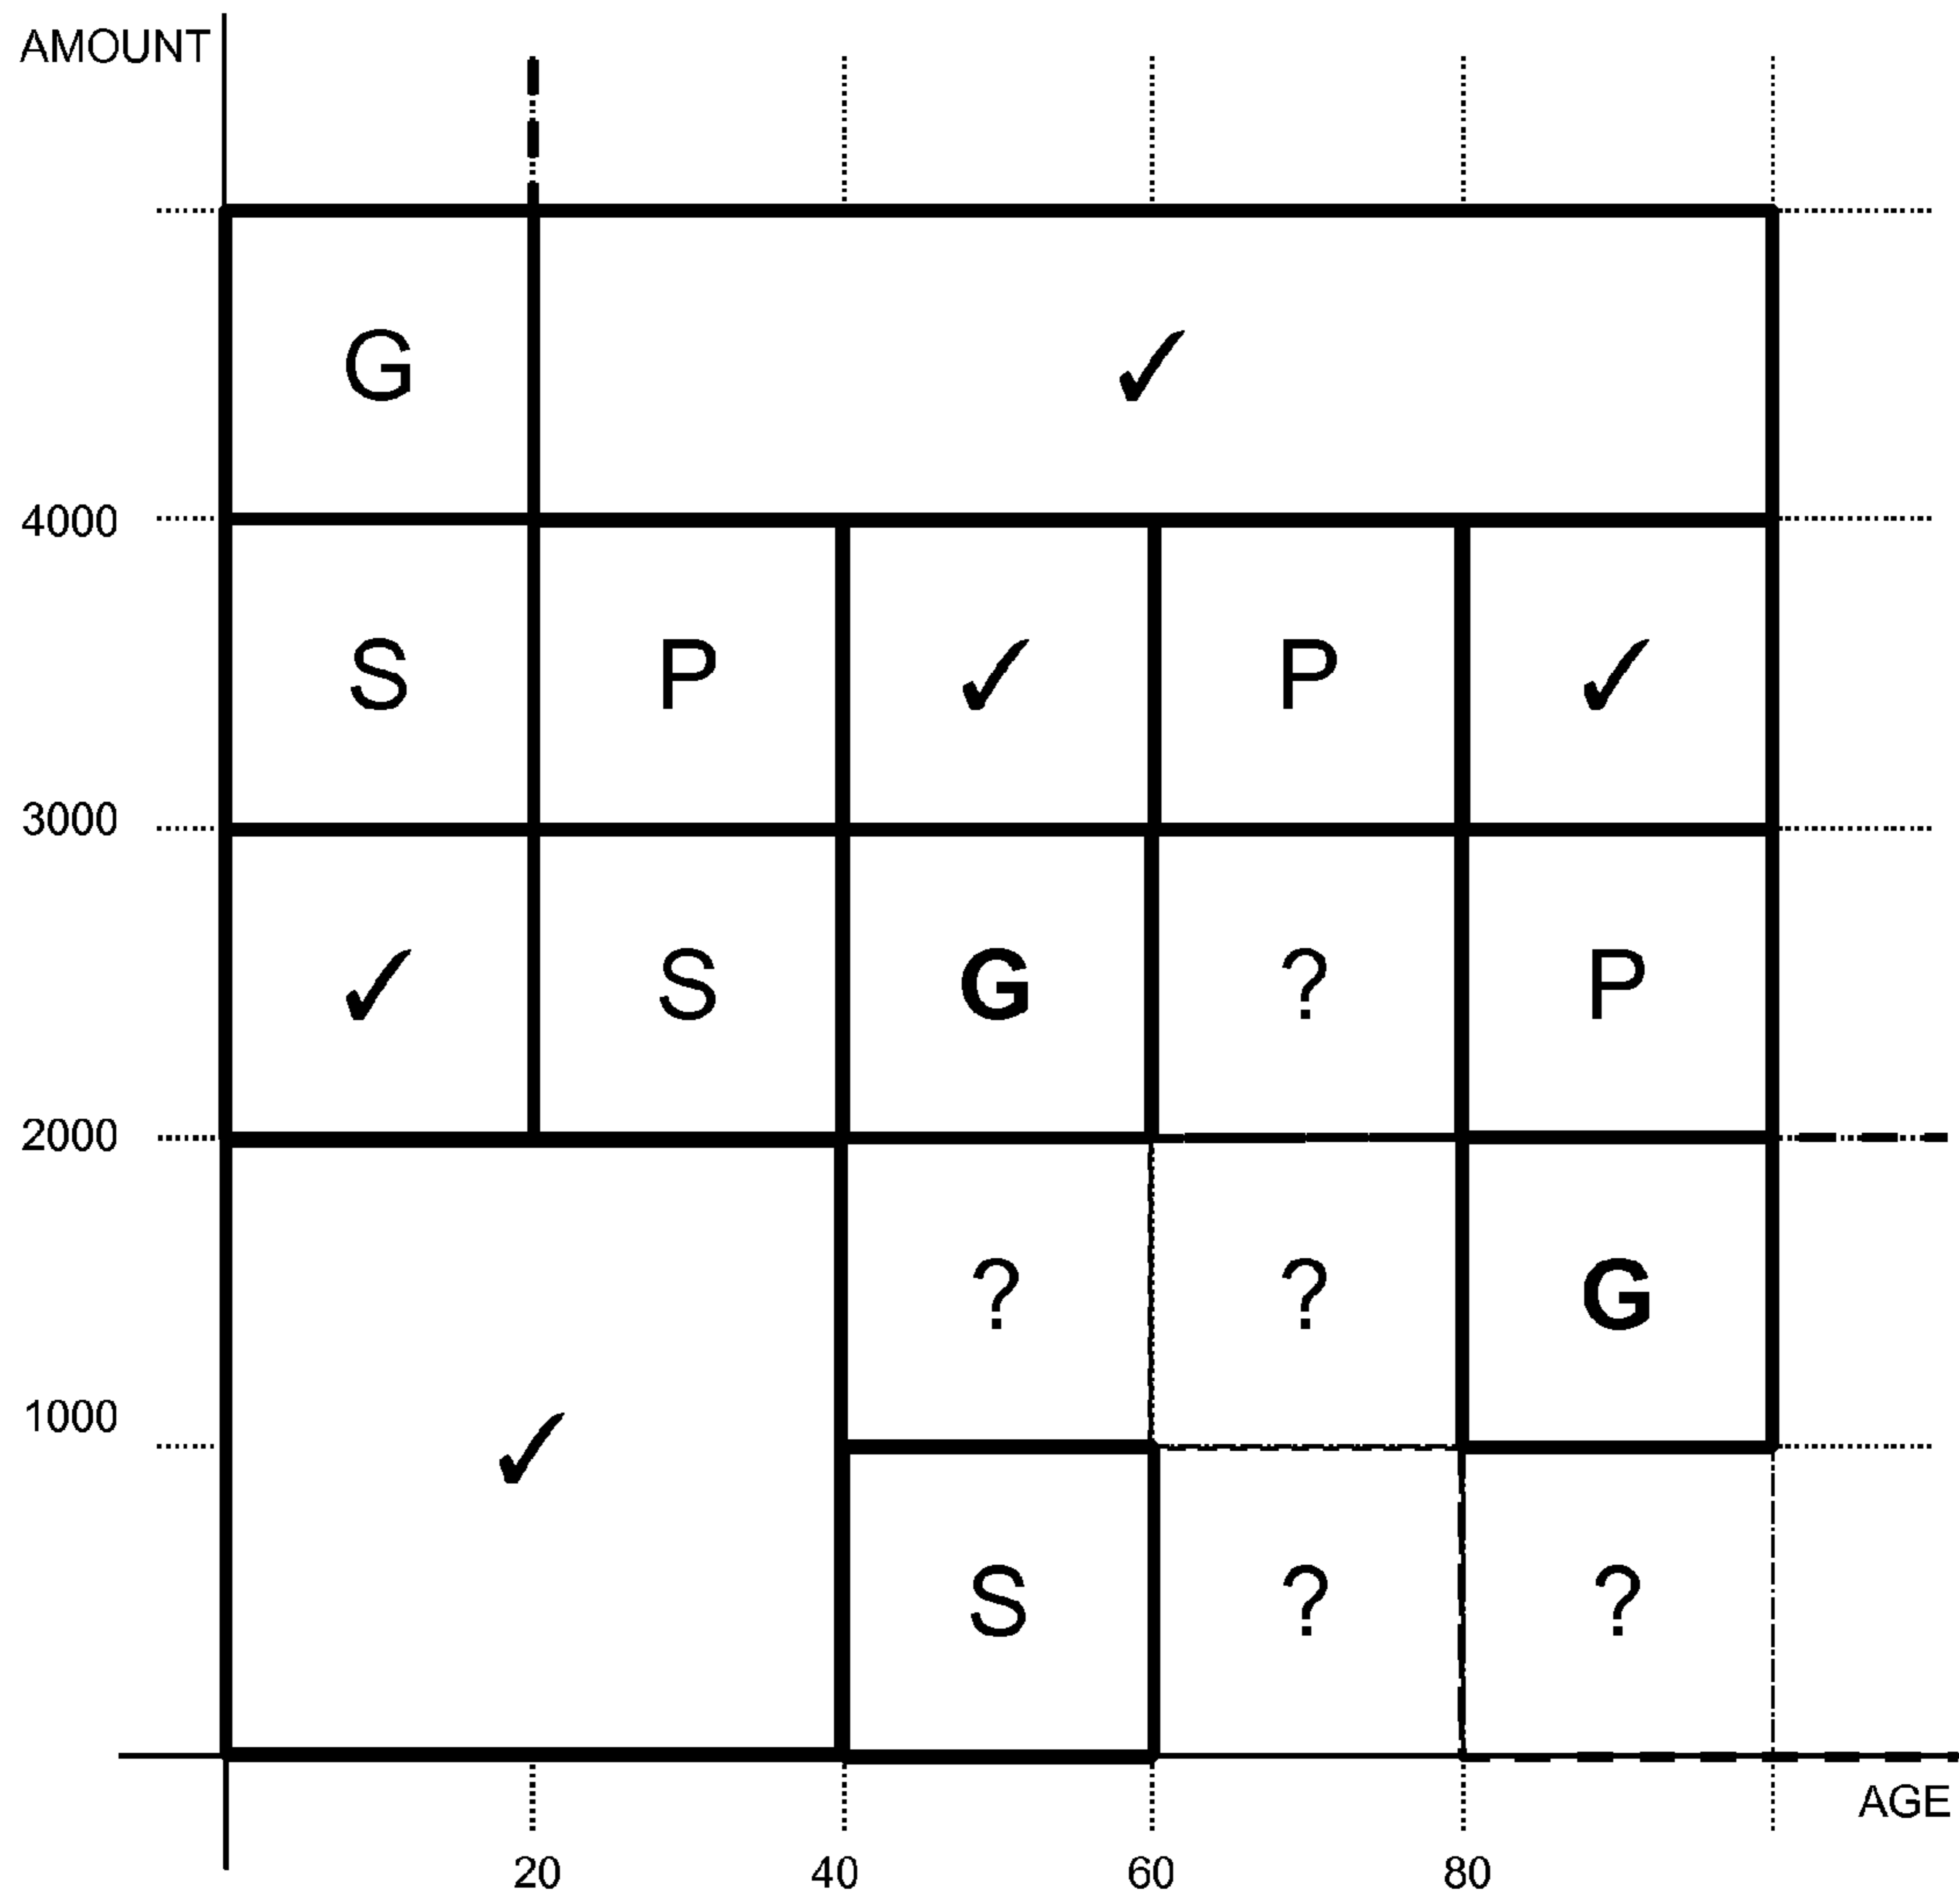 AMOUNT
G ✓
4000
S P ✓ P ✓
3000
✓ S G ? P
2000
? ? G
1000
✓
S ? ?
AGE
20 40 60 80